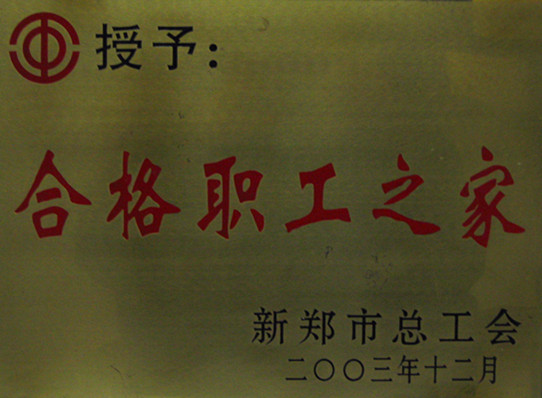 授予：
合格职工之家
新郑市总工会
二〇〇三年十二月